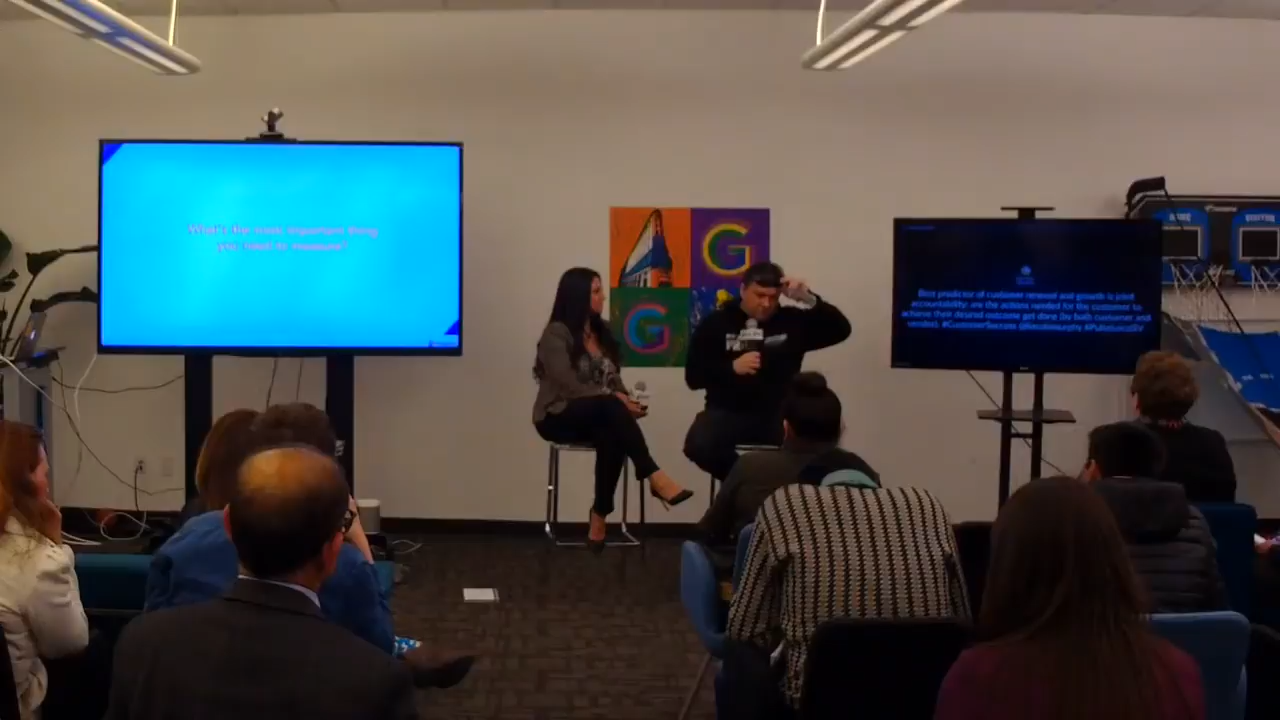 What's the most important thing
you need to measure?
G
G
Best predictor of customer renewal and growth is joint
accountability: are the actions needed for the customer to
achieve their desired outcome get done (by both customer and
vendor). #CustomerSuccess @lincolnmurphy
VISITOR